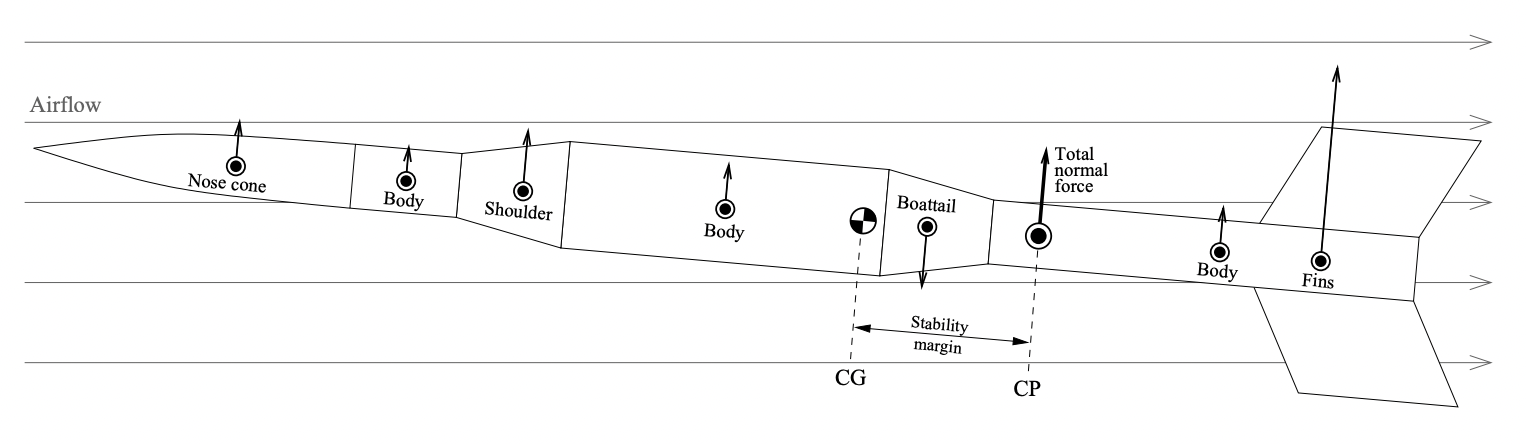 Airflow
Nose cone
Body
Shoulder
Body
Boattail
Total
normal
force
Body
Fins
Stability
margin
CG
CP